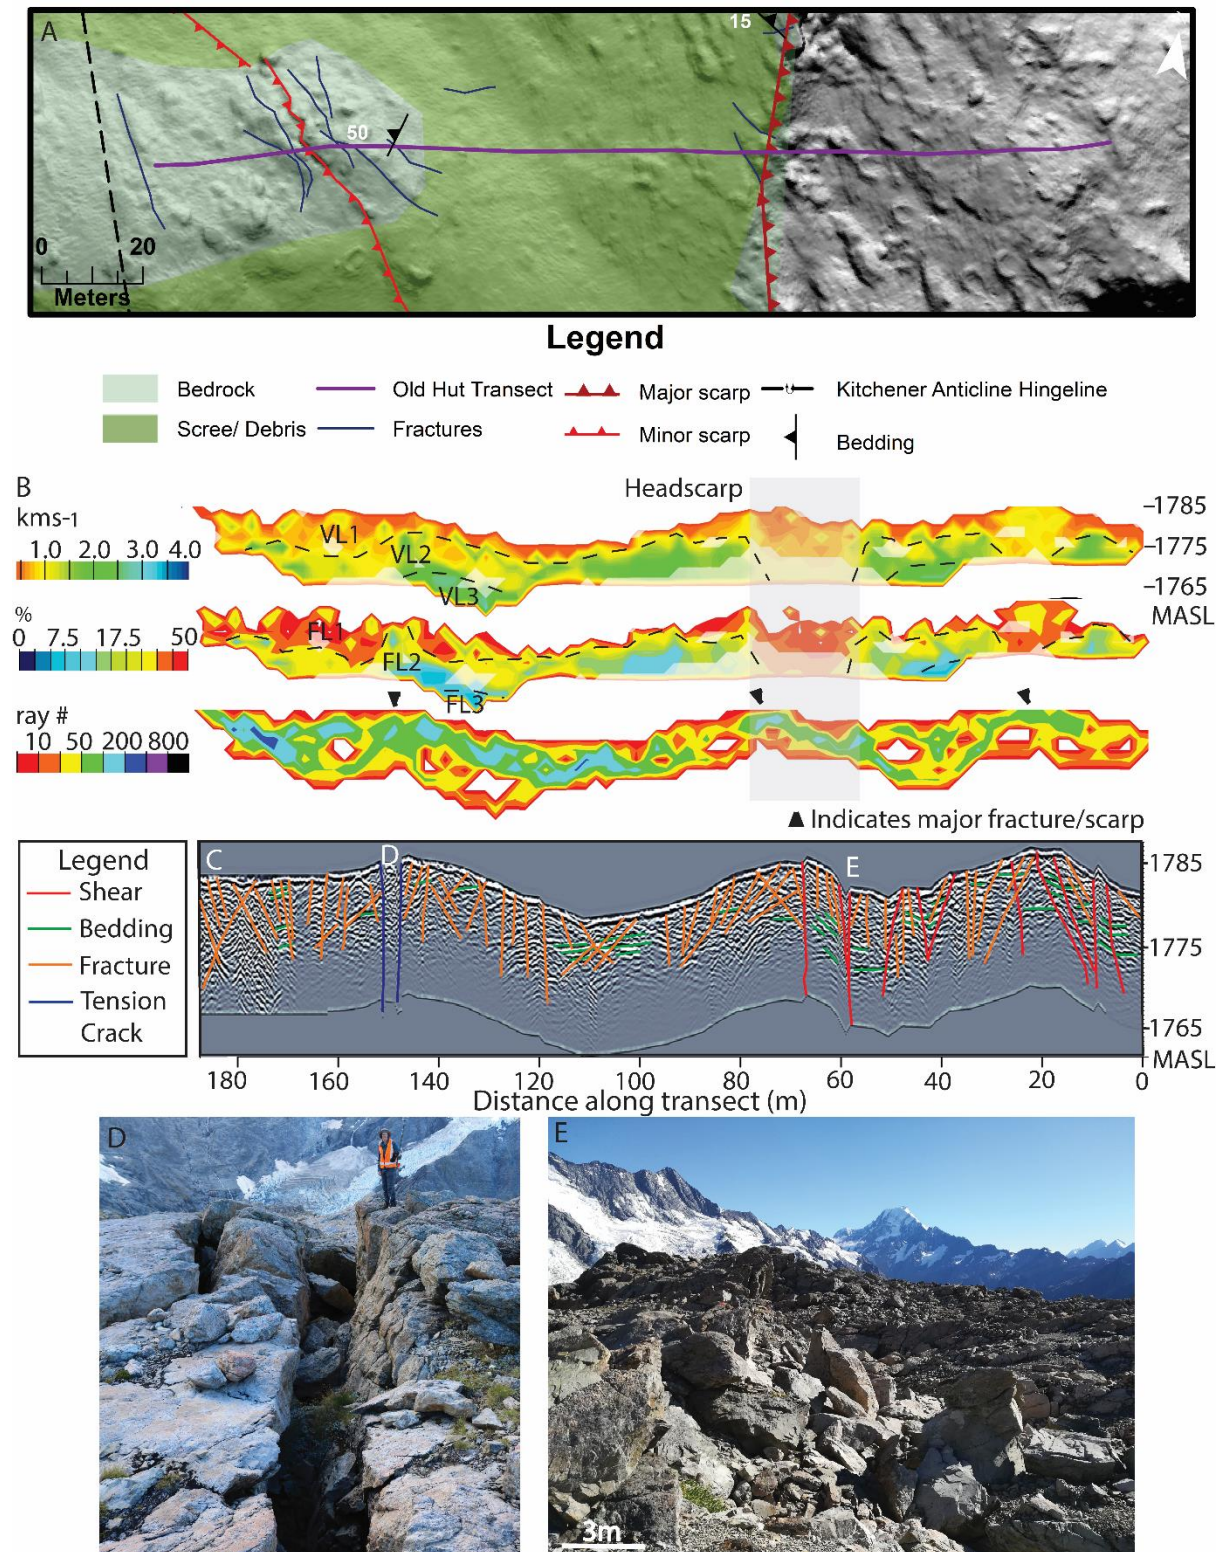 A
15
50
0 20
Meters
Legend
Bedrock Old Hut Transect Major scarp Kitchener Anticline Hingeline
Scree/ Debris Fractures Minor scarp Bedding
B
Headscarp
kms-1
1.0 2.0 3.0 4.0
VL1
VL2
VL3
1785
1775
1765
MASL
%
0 7.5 17.5 50
FL1
FL2
FL3
ray #
10 50 200 800
Indicates major fracture/scarp
Legend
Shear
Bedding
Fracture
Tension
Crack
C
D
E
1785
1775
1765
MASL
180 160 140 120 100 80 60 40 20 0
Distance along transect (m)
D
E
3m